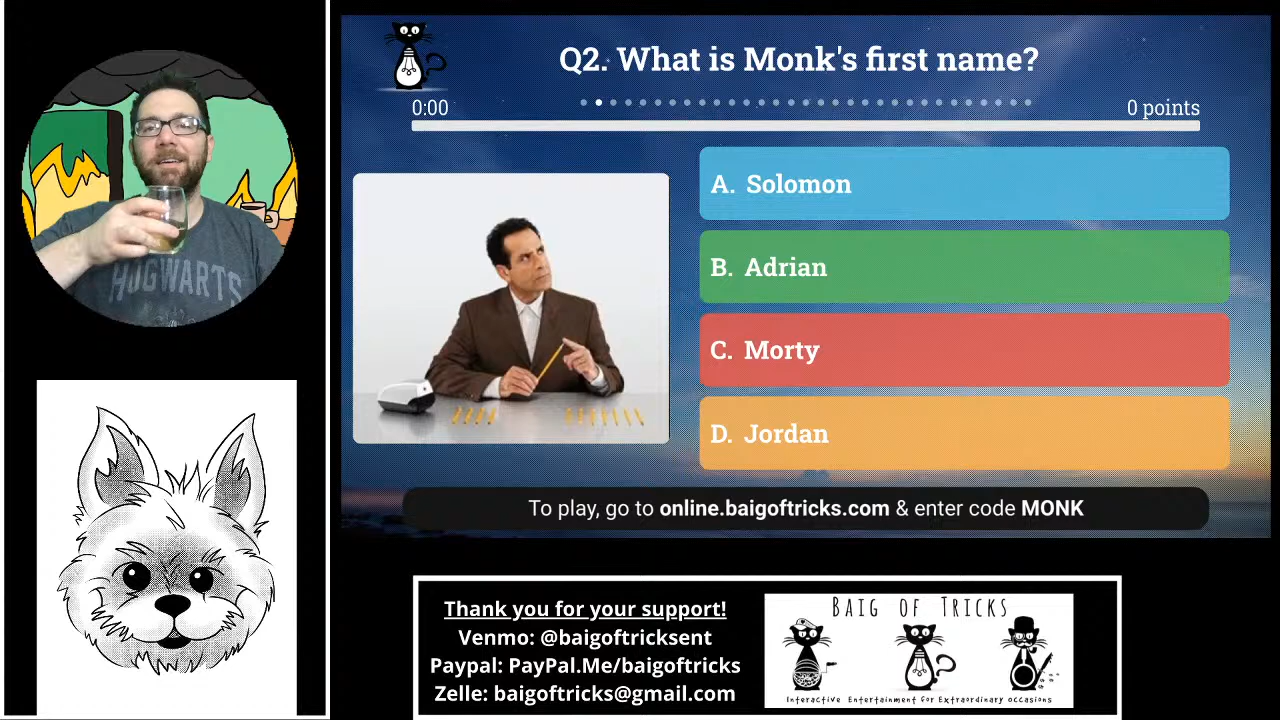 Q2. What is Monk's first name?
0:00
0 points
A. Solomon
B. Adrian
C. Morty
D. Jordan
To play, go to online.baigoftricks.com & enter code MONK
HOGWARTS
Thank you for your support!
Venmo: @baigoftricksent
Paypal: PayPal.Me/baigoftricks
Zelle: baigoftricks@gmail.com
BAIG OF TRICKS
Interactive Entertainment for Extraordinary occasions